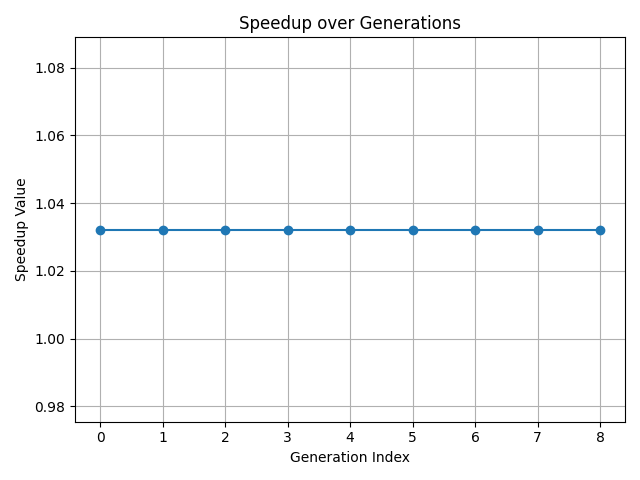 Speedup over Generations
1.08
1.06
1.04
1.02
1.00
0.98
Speedup Value
0 1 2 3 4 5 6 7 8
Generation Index